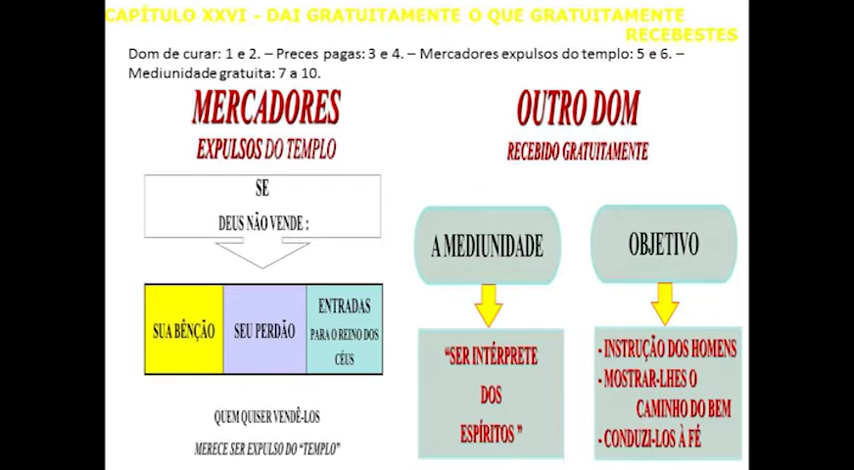 CAPÍTULO XXVI - DAI GRATUITAMENTE O QUE GRATUITAMENTE
RECEBESTES
Dom de curar: 1 e 2. – Preces pagas: 3 e 4. – Mercadores expulsos do templo: 5 e 6. –
Mediunidade gratuita: 7 a 10.
MERCADORES
EXPULSOS DO TEMPLO
SE
DEUS NÃO VENDE :
SUA BÊNÇÃO
SEU PERDÃO
ENTRADAS
PARA O REINO DOS
CÉUS
QUEM QUISER VENDÊ-LOS
MERECE SER EXPULSO DO “TEMPLO”
OUTRO DOM
RECEBIDO GRATUITAMENTE
A MEDIUNIDADE
“SER INTÉRPRETE
DOS
ESPÍRITOS ”
OBJETIVO
- INSTRUÇÃO DOS HOMENS
- MOSTRAR-LHES O
CAMINHO DO BEM
- CONDUZI-LOS À FÉ